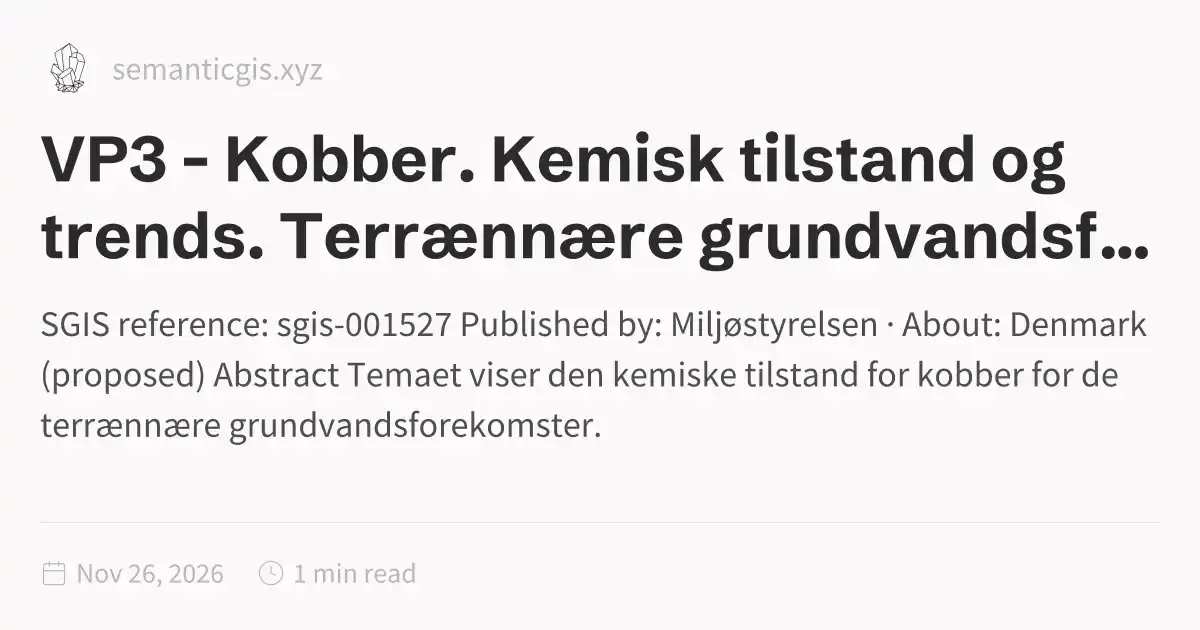 semanticgis.xyz
VP3 - Kobber. Kemisk tilstand og
trends. Terrænnære grundvandsf...
SGIS reference: sgis-001527 Published by: Miljøstyrelsen · About: Denmark
(proposed) Abstract Temaet viser den kemiske tilstand for kobber for de
terrænnære grundvandsforekomster.
Nov 26, 2026 1 min read